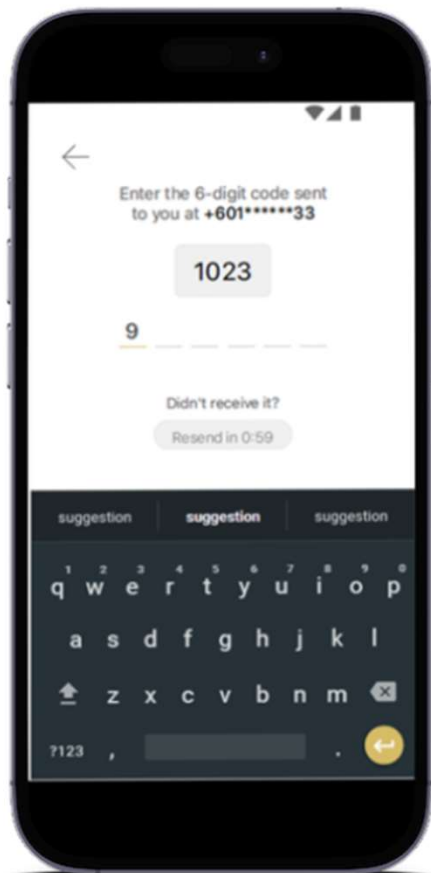 Enter the 6-digit code sent
to you at +601******33
1023
9
Didn't receive it?
Resend in 0:59
suggestion suggestion suggestion
1 2 3 4 5 6 7 8 9 0
q w e r t y u i o p
a s d f g h j k l
z x c v b n m
?123 , .